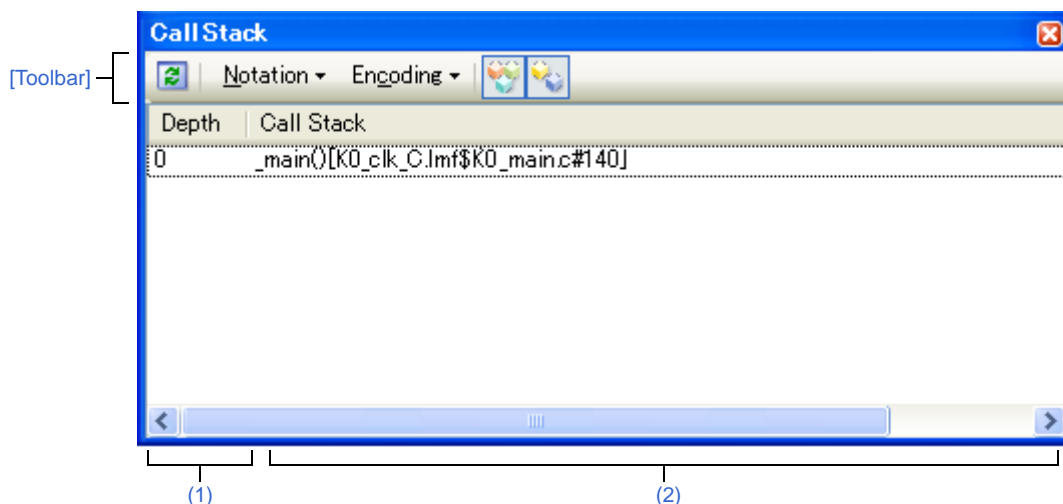 Call Stack
[Toolbar]
Notation
Encoding
Depth
Call Stack
0
_main()[K0_clk_C.lmf$K0_main.c#140]
(1)
(2)